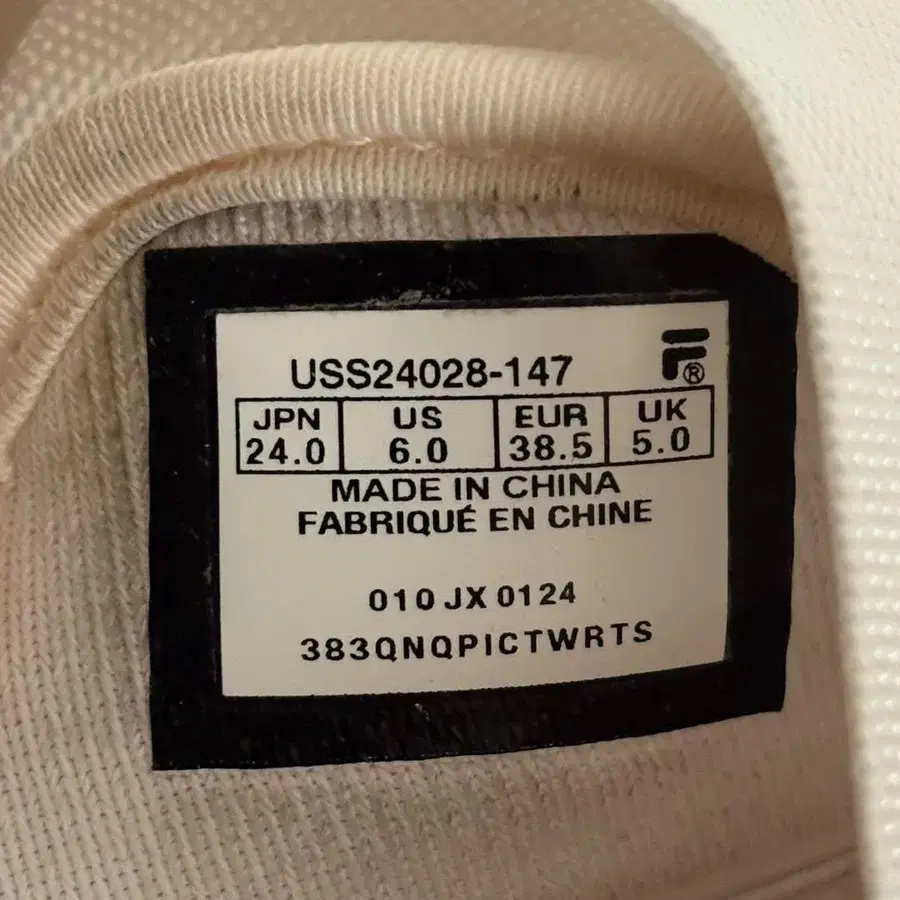 USS24028-147
JPN US EUR UK
24.0 6.0 38.5 5.0
MADE IN CHINA
FABRIQUÉ EN CHINE
010 JX 0124
383QNQPICTWRTS